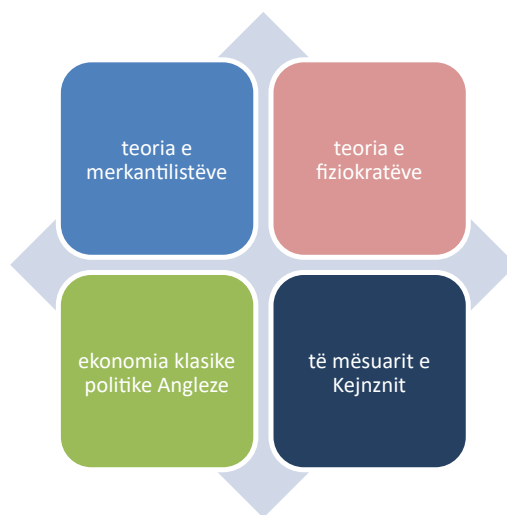 teoria e
merkantilistëve
teoria e
fiziokratëve
ekonomia klasike
politike Angleze
të mësuarit e
Kejnznit